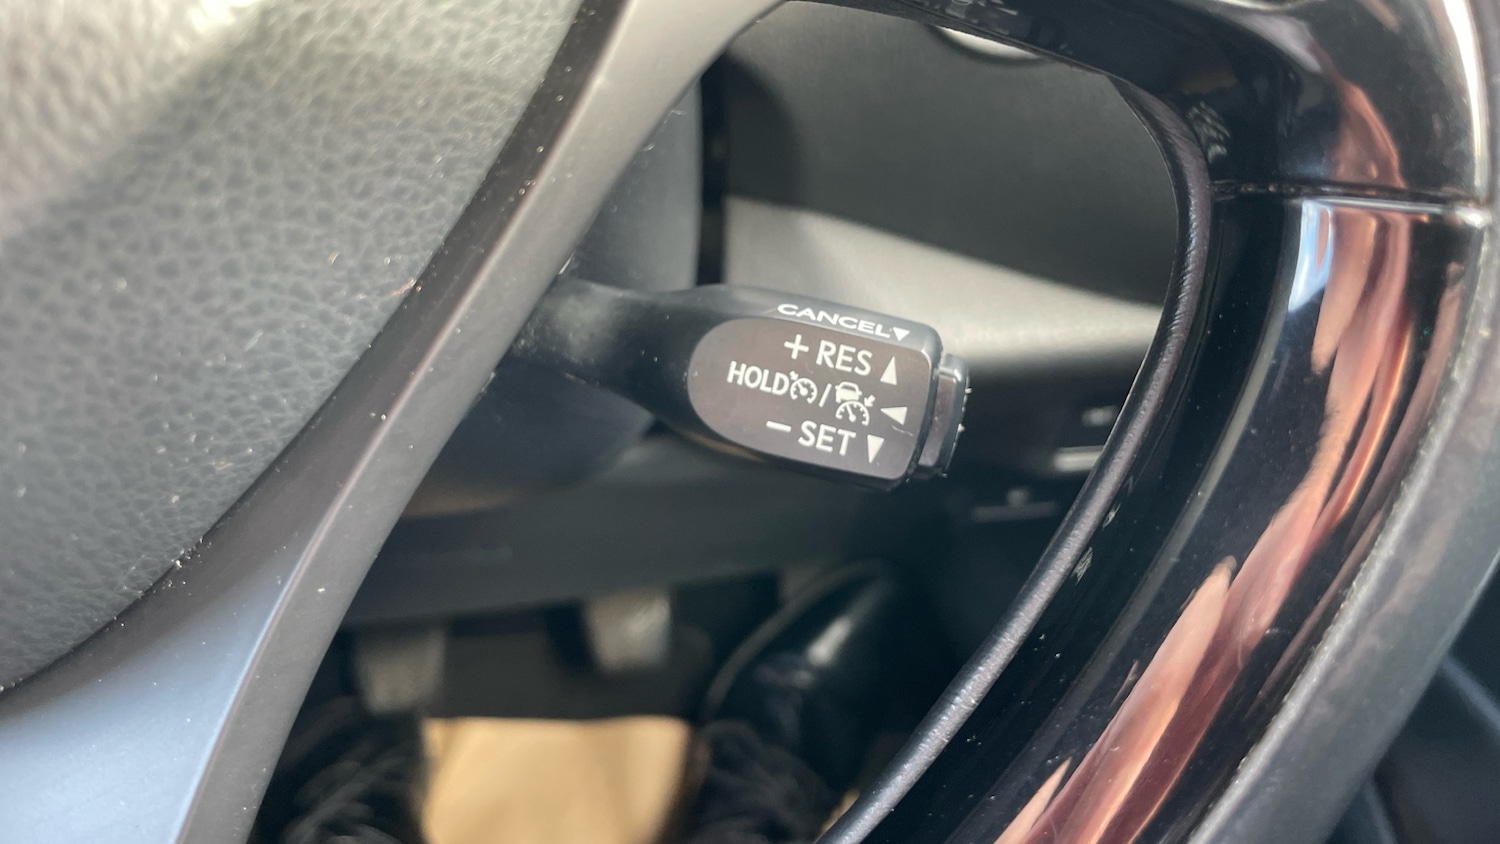 CANCEL▼
+ RES ▲
HOLD / ◀
− SET ▼